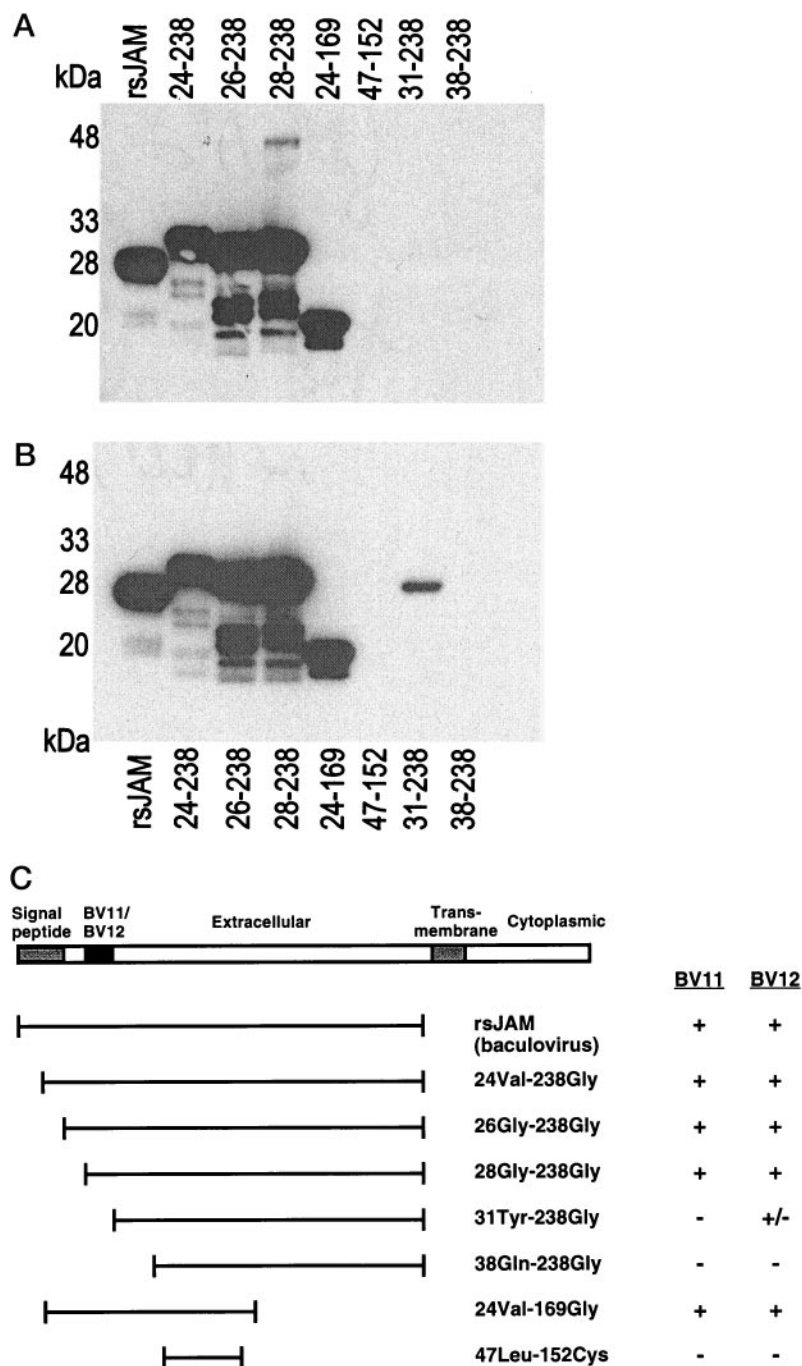 A
kDa
rsJAM
24-238
26-238
28-238
24-169
47-152
31-238
38-238
48
33
28
20
B
48
33
28
20
kDa
rsJAM
24-238
26-238
28-238
24-169
47-152
31-238
38-238
C
Signal peptide
BV11/
BV12
Extracellular
Trans-
membrane
Cytoplasmic
BV11 BV12
rsJAM + +
(baculovirus)
24Val-238Gly + +
26Gly-238Gly + +
28Gly-238Gly + +
31Tyr-238Gly - +/-
38Gln-238Gly - -
24Val-169Gly + +
47Leu-152Cys - -